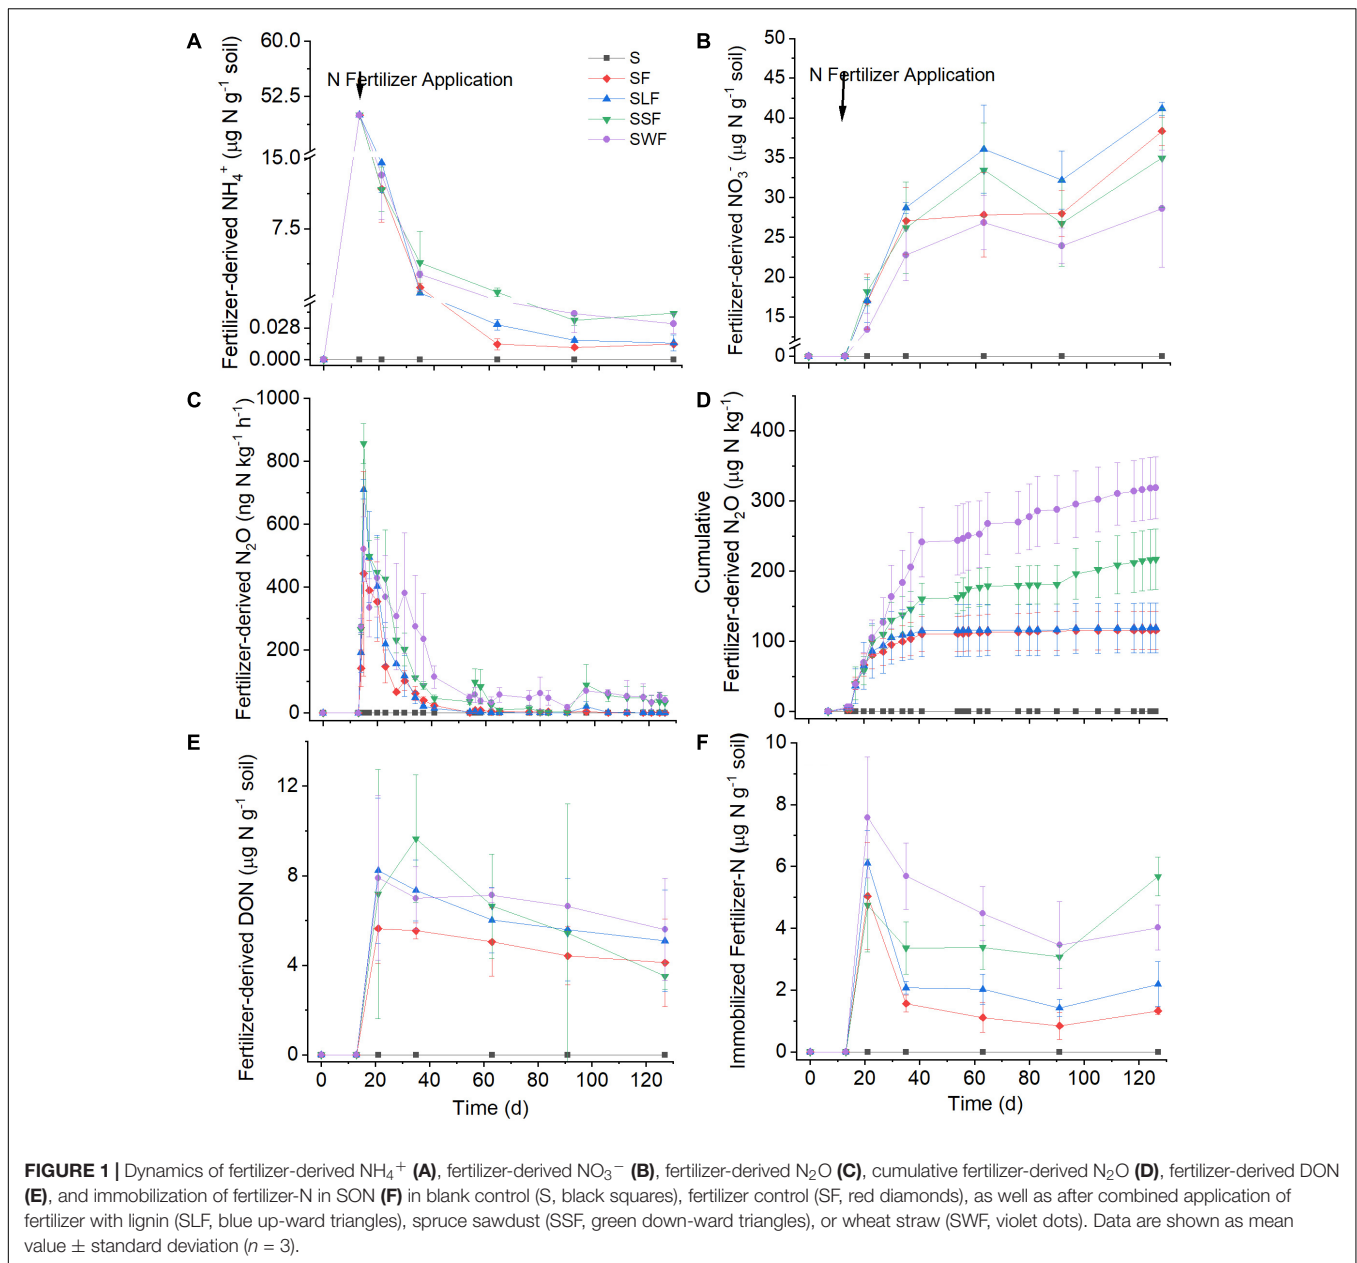 A
Fertilizer-derived NH₄⁺ (μg N g⁻¹ soil)
60.0
52.5
15.0
7.5
0.028
0.000
N Fertilizer Application
S
SF
SLF
SSF
SWF
B
Fertilizer-derived NO₃⁻ (μg N g⁻¹ soil)
50
45
40
35
30
25
20
15
0
N Fertilizer Application
C
Fertilizer-derived N₂O (ng N kg⁻¹ h⁻¹)
1000
800
600
400
200
0
D
Cumulative
Fertilizer-derived N₂O (μg N kg⁻¹)
400
300
200
100
0
E
Fertilizer-derived DON (μg N g⁻¹ soil)
12
8
4
0
0 20 40 60 80 100 120
Time (d)
F
Immobilized Fertilizer-N (μg N g⁻¹ soil)
10
8
6
4
2
0
0 20 40 60 80 100 120
Time (d)
FIGURE 1 | Dynamics of fertilizer-derived NH₄⁺ (A), fertilizer-derived NO₃⁻ (B), fertilizer-derived N₂O (C), cumulative fertilizer-derived N₂O (D), fertilizer-derived DON
(E), and immobilization of fertilizer-N in SON (F) in blank control (S, black squares), fertilizer control (SF, red diamonds), as well as after combined application of
fertilizer with lignin (SLF, blue up-ward triangles), spruce sawdust (SSF, green down-ward triangles), or wheat straw (SWF, violet dots). Data are shown as mean
value ± standard deviation (n = 3).